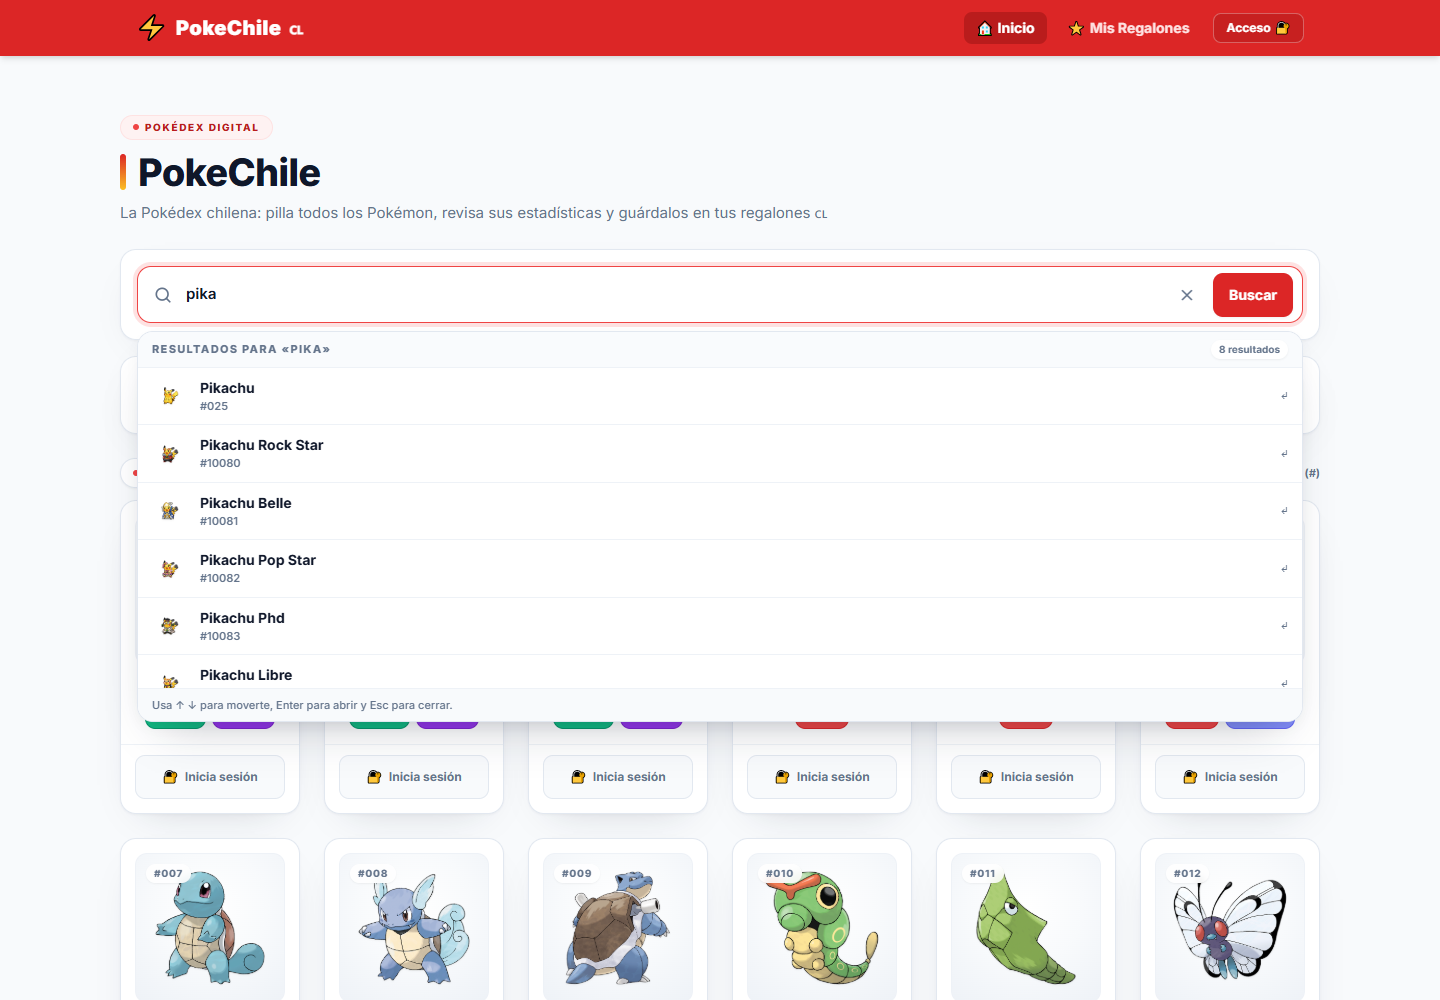 PokeChile CL
Inicio
Mis Regalones
Acceso
POKÉDEX DIGITAL
PokeChile
La Pokédex chilena: pilla todos los Pokémon, revisa sus estadísticas y guárdalos en tus regalones CL
pika
Buscar
RESULTADOS PARA «PIKA»
8 resultados
Pikachu
#025
Pikachu Rock Star
#10080
(#)
Pikachu Belle
#10081
Pikachu Pop Star
#10082
Pikachu Phd
#10083
Pikachu Libre
Usa ↑ ↓ para moverte, Enter para abrir y Esc para cerrar.
Inicia sesión
Inicia sesión
Inicia sesión
Inicia sesión
Inicia sesión
Inicia sesión
#007
#008
#009
#010
#011
#012